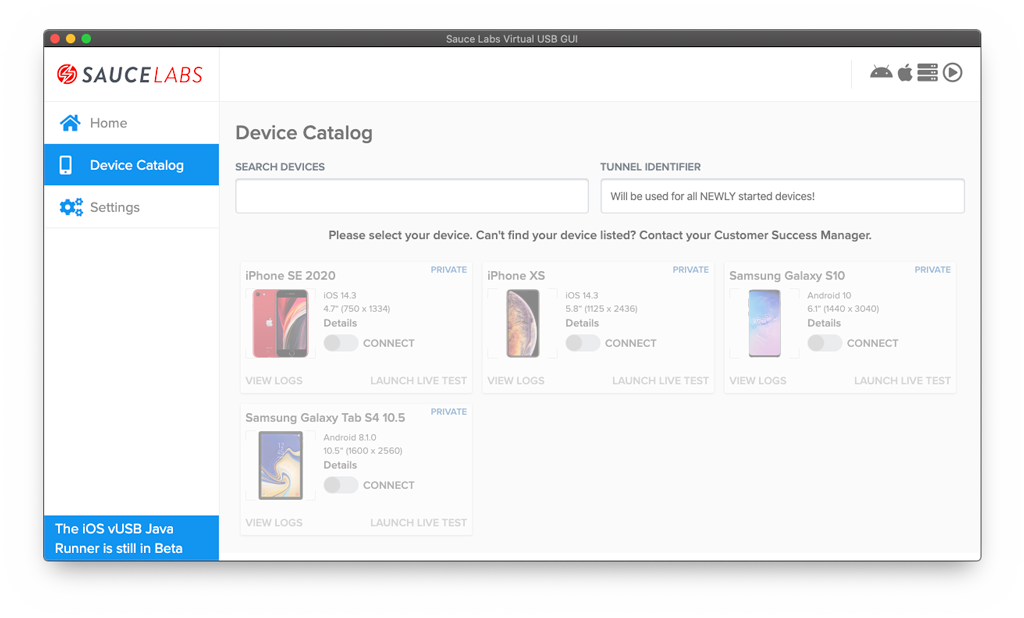 Sauce Labs Virtual USB GUI
SAUCELABS
Home
Device Catalog
Settings
The iOS vUSB Java
Runner is still in Beta
Device Catalog
SEARCH DEVICES
TUNNEL IDENTIFIER
Will be used for all NEWLY started devices!
Please select your device. Can't find your device listed? Contact your Customer Success Manager.
PRIVATE
iPhone SE 2020
iOS 14.3
4.7" (750 x 1334)
Details
CONNECT
VIEW LOGS
LAUNCH LIVE TEST
PRIVATE
iPhone XS
iOS 14.3
5.8" (1125 x 2436)
Details
CONNECT
VIEW LOGS
LAUNCH LIVE TEST
PRIVATE
Samsung Galaxy S10
Android 10
6.1" (1440 x 3040)
Details
CONNECT
VIEW LOGS
LAUNCH LIVE TEST
PRIVATE
Samsung Galaxy Tab S4 10.5
Android 8.1.0
10.5" (1600 x 2560)
Details
CONNECT
VIEW LOGS
LAUNCH LIVE TEST